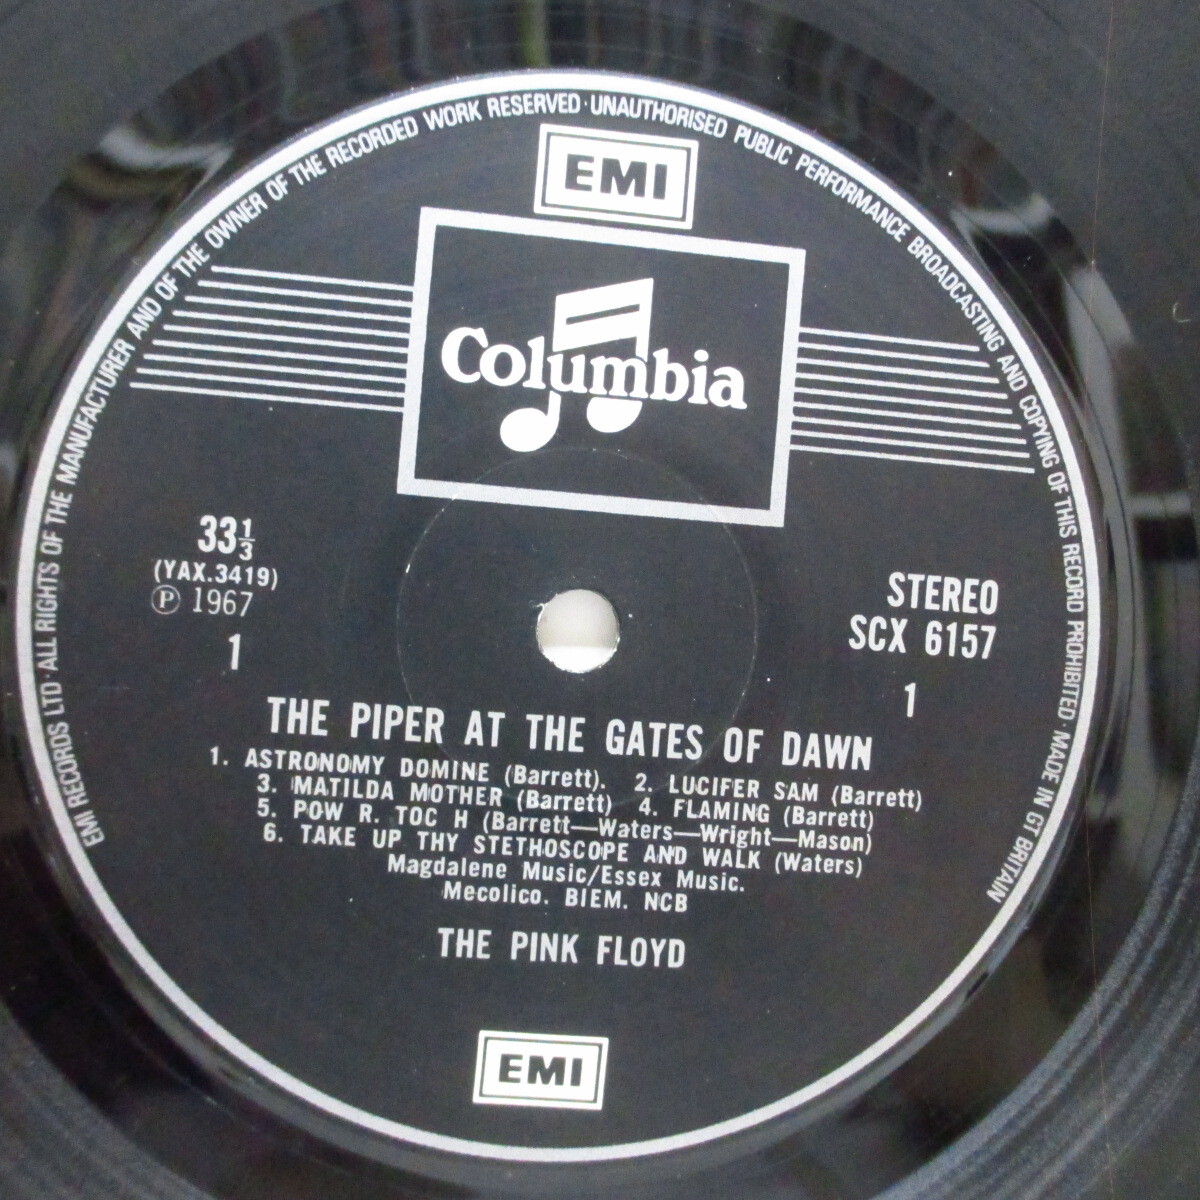 EMI RECORDS LTD · ALL RIGHTS OF THE MANUFACTURER AND OF THE OWNER OF THE RECORDED WORK RESERVED · UNAUTHORISED PUBLIC PERFORMANCE BROADCASTING AND COPYING OF THIS RECORD PROHIBITED · MADE IN GT BRITAIN
EMI
Columbia
33⅓
(YAX.3419)
Ⓟ 1967
1
STEREO
SCX 6157
1
THE PIPER AT THE GATES OF DAWN
1. ASTRONOMY DOMINE (Barrett). 2. LUCIFER SAM (Barrett)
3. MATILDA MOTHER (Barrett) 4. FLAMING (Barrett)
5. POW R. TOC H (Barrett—Waters—Wright—Mason)
6. TAKE UP THY STETHOSCOPE AND WALK (Waters)
Magdalene Music/Essex Music.
Mecolico. BIEM. NCB
THE PINK FLOYD
EMI